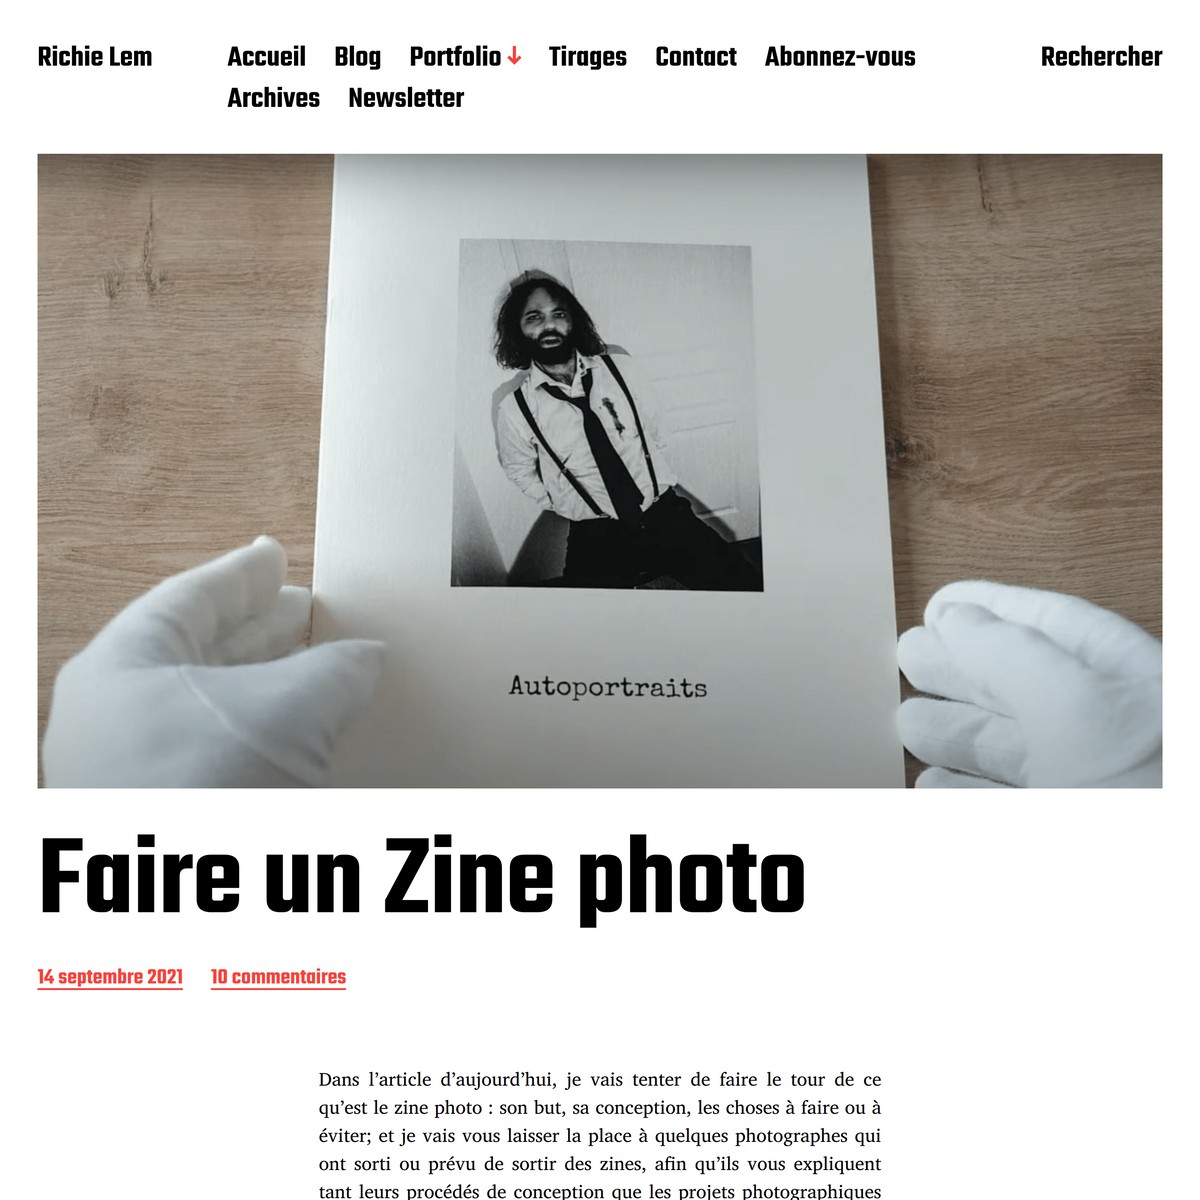 Richie Lem
Accueil Blog Portfolio ↓ Tirages Contact Abonnez-vous
Archives Newsletter
Rechercher
Autoportraits
Faire un Zine photo
14 septembre 2021 10 commentaires
Dans l’article d’aujourd’hui, je vais tenter de faire le tour de ce
qu’est le zine photo : son but, sa conception, les choses à faire ou à
éviter; et je vais vous laisser la place à quelques photographes qui
ont sorti ou prévu de sortir des zines, afin qu’ils vous expliquent
tant leurs procédés de conception que les projets photographiques